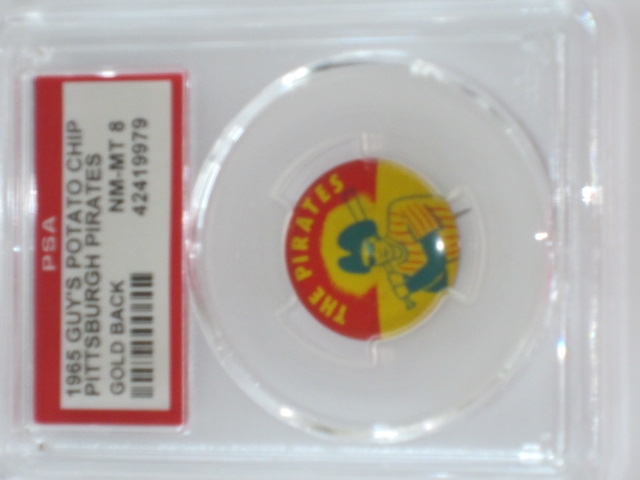 PSA
1965 GUY'S POTATO CHIP
PITTSBURGH PIRATES
GOLD BACK NM-MT 8
42419979
THE PIRATES